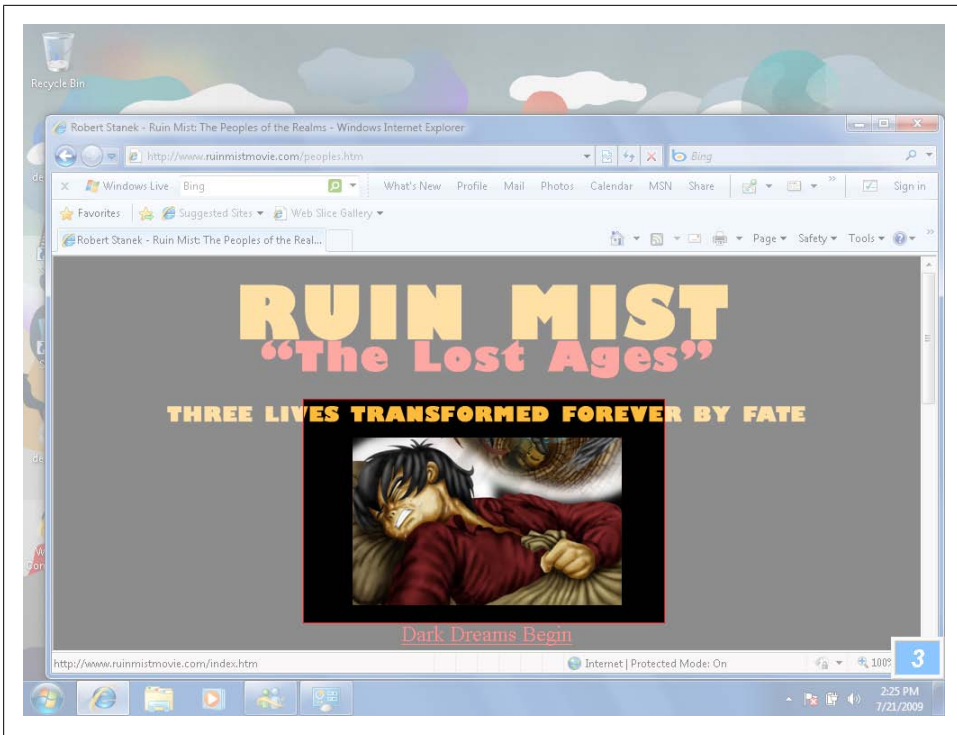 Recycle Bin
Robert Stanek - Ruin Mist: The Peoples of the Realms - Windows Internet Explorer
http://www.ruinmistmovie.com/peoples.htm
Bing
de
Windows Live Bing What's New Profile Mail Photos Calendar MSN Share Sign in
Favorites Suggested Sites Web Slice Gallery
Robert Stanek - Ruin Mist: The Peoples of the Real...
Page Safety Tools
RUIN MIST
“The Lost Ages”
THREE LIVES TRANSFORMED FOREVER BY FATE
de
Dark Dreams Begin
http://www.ruinmistmovie.com/index.htm
Internet | Protected Mode: On
100%
3
2:25 PM
7/21/2009